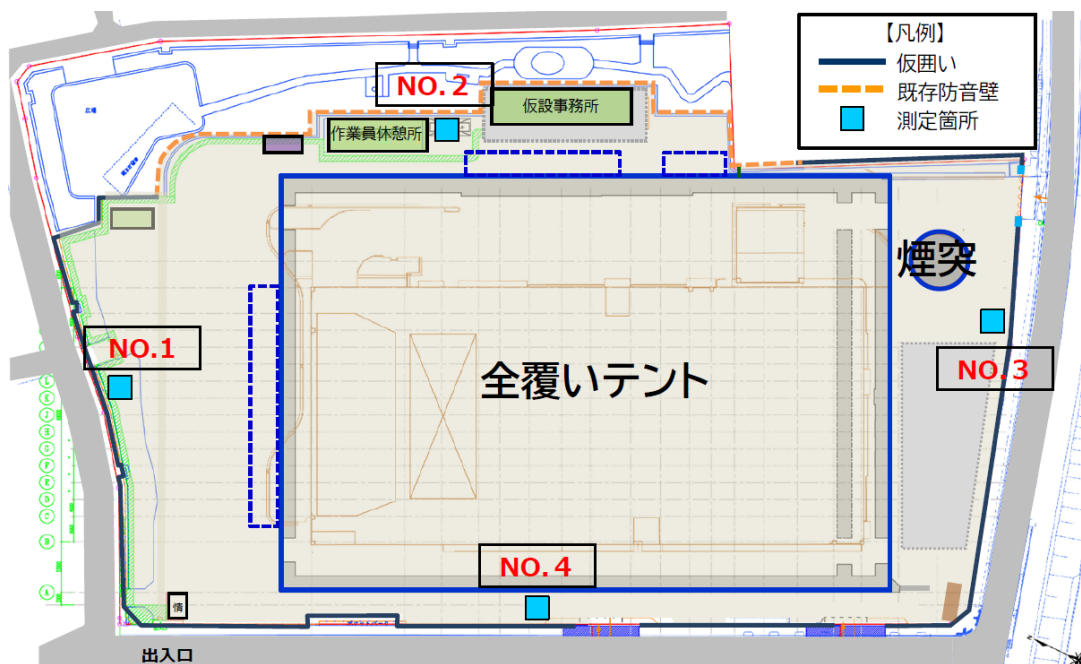 【凡例】
仮囲い
既存防音壁
測定箇所
NO.2
仮設事務所
作業員休憩所
広場
煙突
NO.1
NO.3
全覆いテント
NO.4
情
出入口